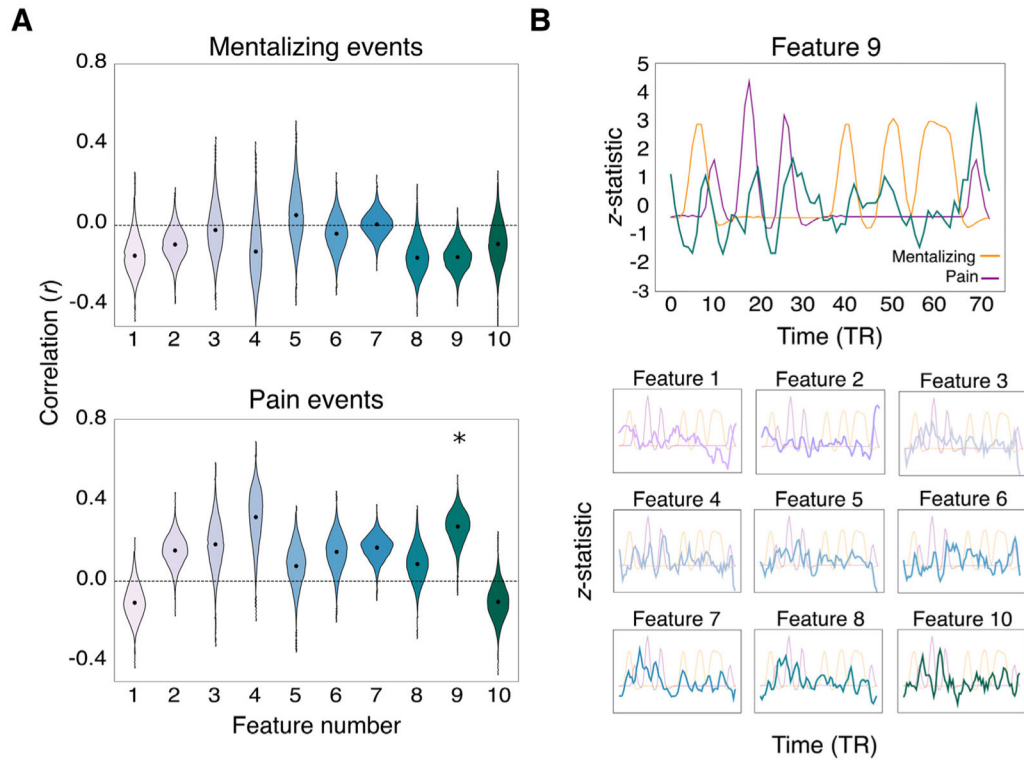 A
Mentalizing events
0.8
0.4
0.0
-0.4
1 2 3 4 5 6 7 8 9 10
Correlation (r)
Pain events
0.8
*
0.4
0.0
-0.4
1 2 3 4 5 6 7 8 9 10
Feature number
B
Feature 9
5
4
3
2
1
0
-1
-2
-3
z-statistic
Mentalizing
Pain
0 10 20 30 40 50 60 70
Time (TR)
Feature 1 Feature 2 Feature 3
Feature 4 Feature 5 Feature 6
z-statistic
Feature 7 Feature 8 Feature 10
Time (TR)